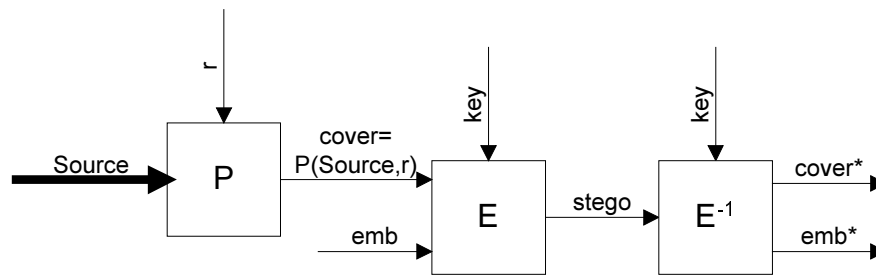 r
Source
P
cover=
P(Source,r)
emb
key
E
stego
key
E-1
cover*
emb*